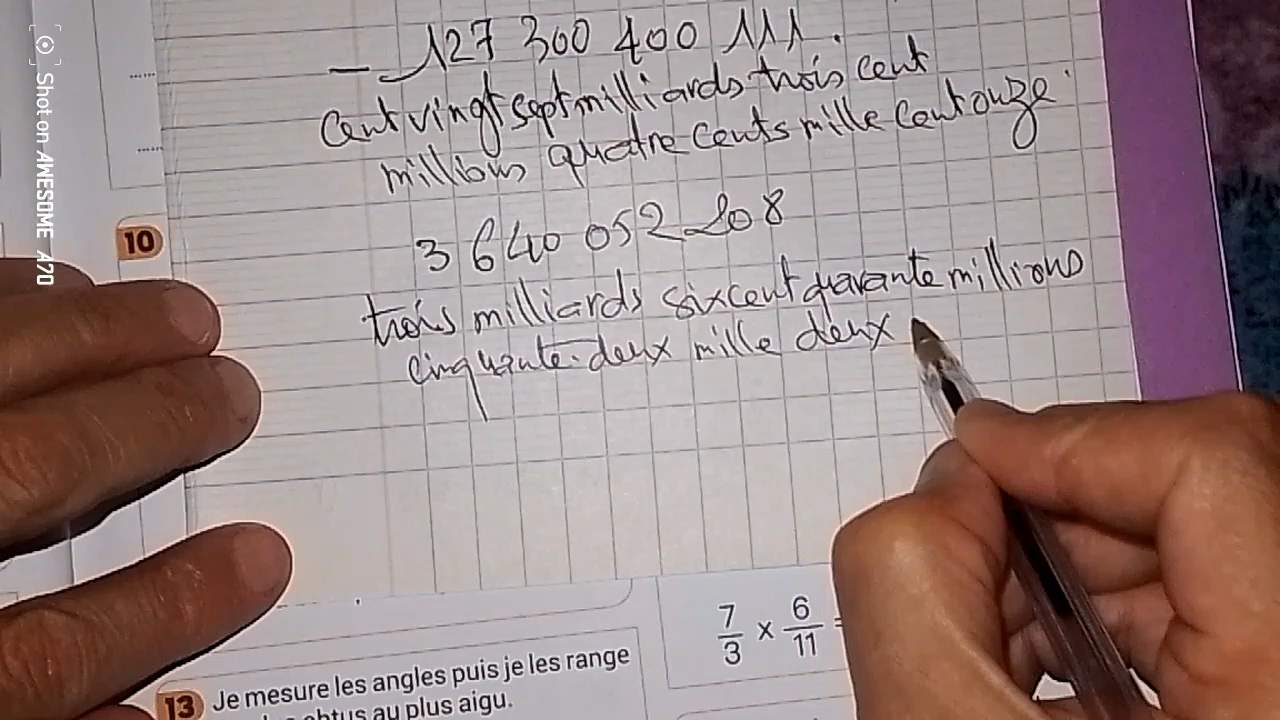 127 300 400 111.
cent vingt sept milliards trois cent
millions quatre cents mille cent onze
10
3 640 052 208
trois milliards six cent quarante millions
cinquante-deux mille deux
7/3 x 6/11 =
13 Je mesure les angles puis je les range
obtus au plus aigu.
Shot on AWESOME A70